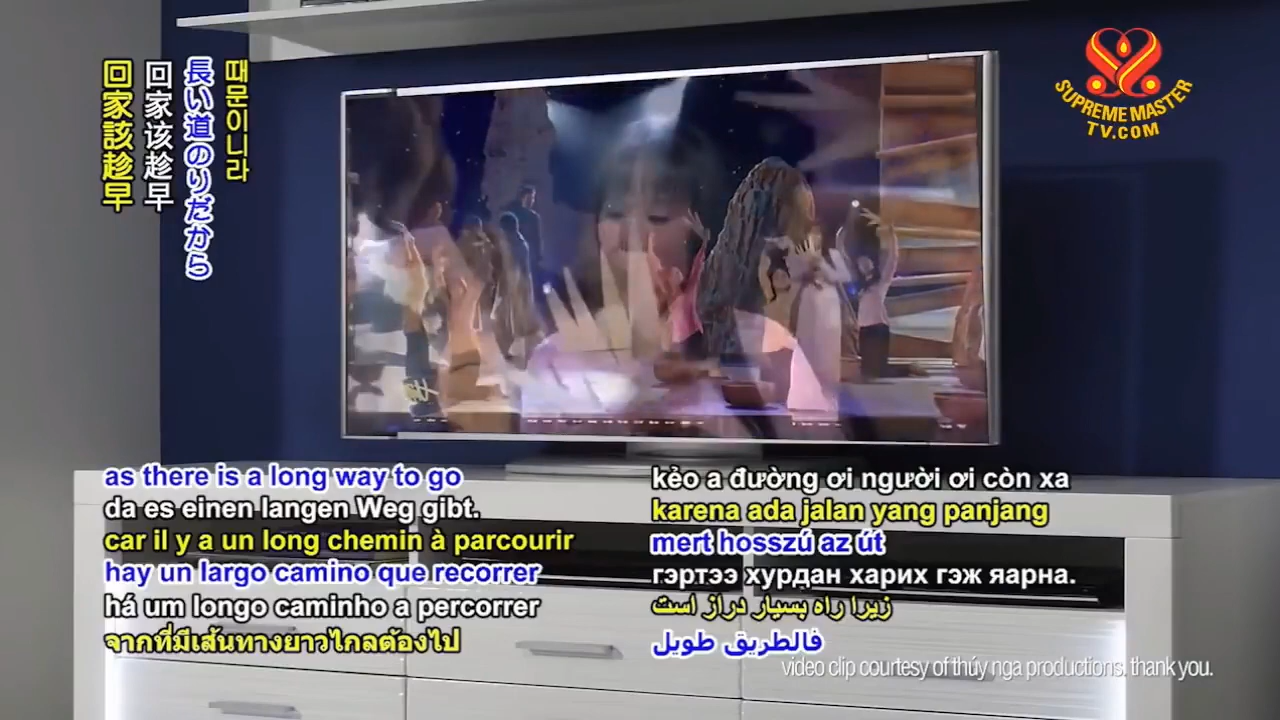 回家該趁早
回家该趁早
長い道のりだから
때문이니라
SUPREME MASTER
TV.COM
as there is a long way to go
da es einen langen Weg gibt.
car il y a un long chemin à parcourir
hay un largo camino que recorrer
há um longo caminho a percorrer
จากที่มีเส้นทางยาวไกลต้องไป
kẻo a đường ơi người ơi còn xa
karena ada jalan yang panjang
mert hosszú az út
гэртээ хурдан харих гэж яарна.
زیرا راه بسیار دراز است
فالطريق طويل
video clip courtesy of thúy nga productions. thank you.